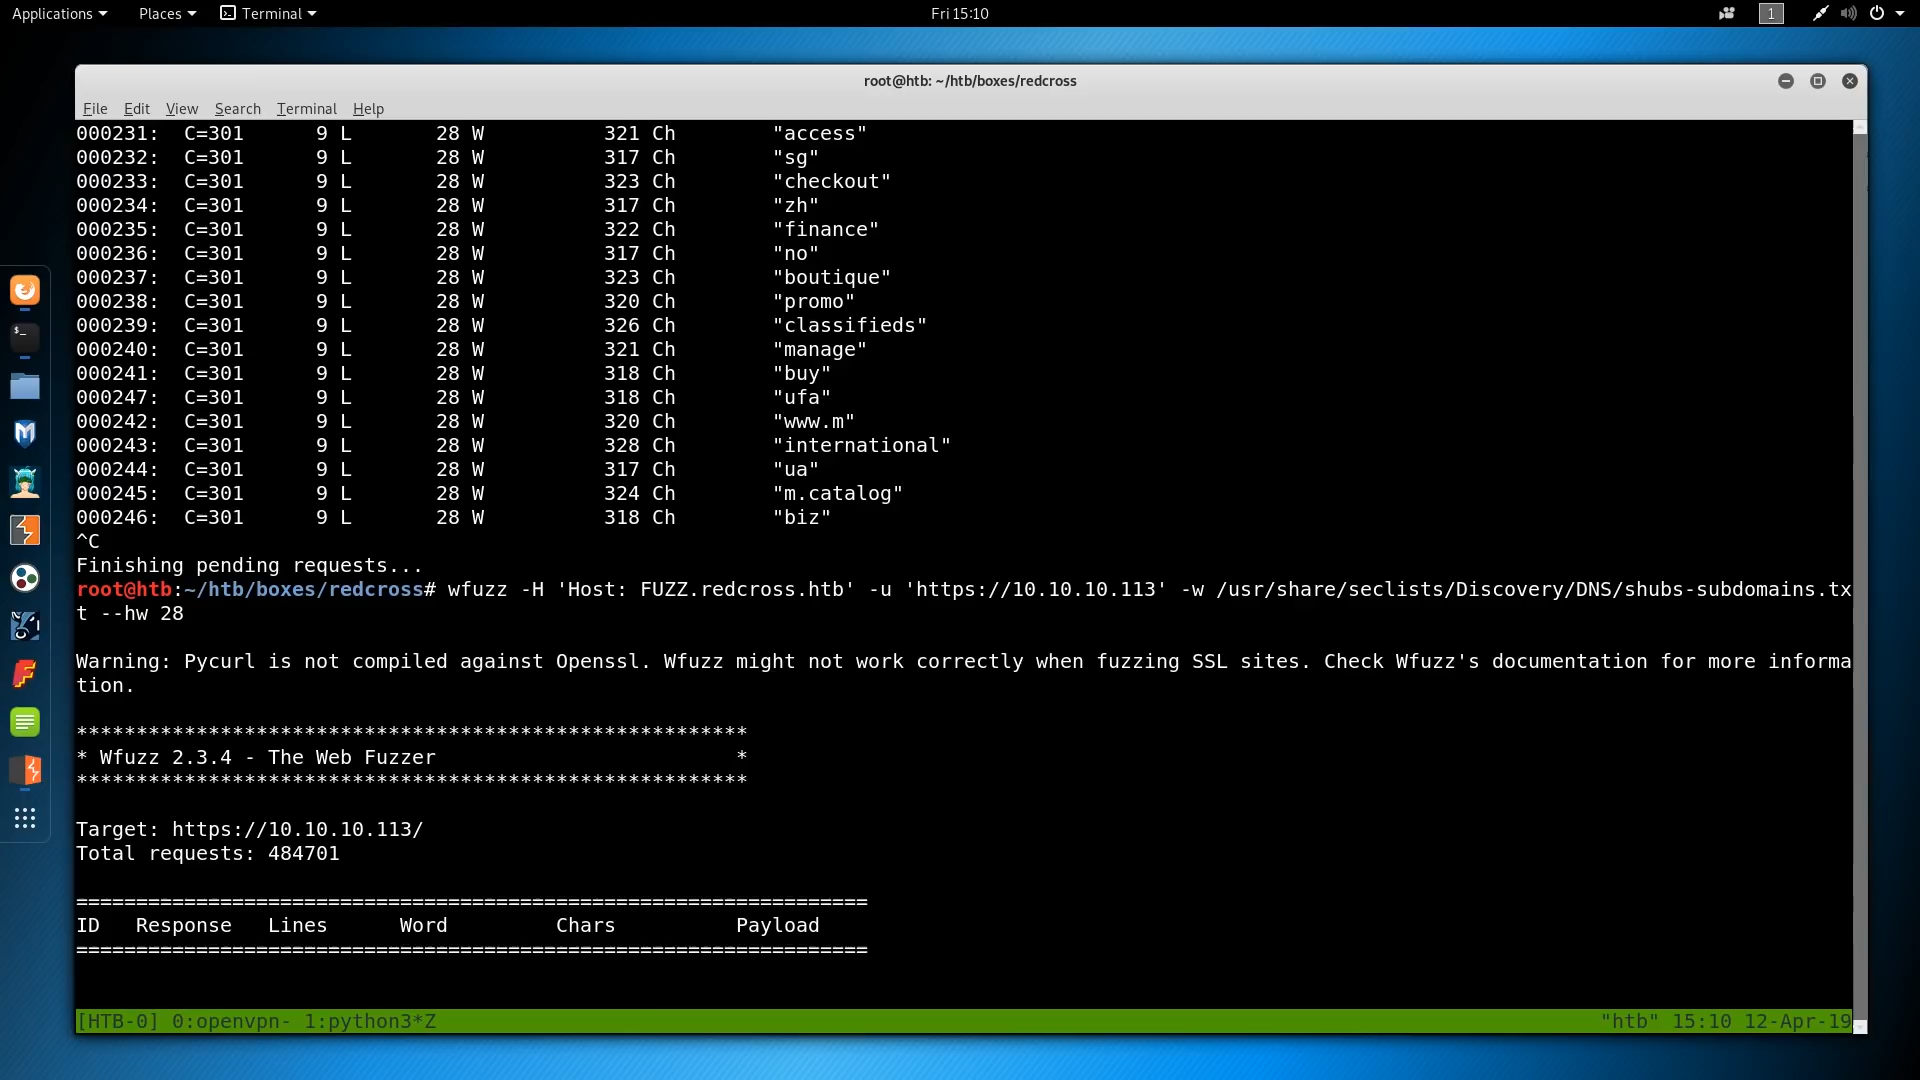 Applications Places Terminal Fri 15:10 1
root@htb: ~/htb/boxes/redcross
File Edit View Search Terminal Help
000231:  C=301      9 L       28 W          321 Ch        "access"
000232:  C=301      9 L       28 W          317 Ch        "sg"
000233:  C=301      9 L       28 W          323 Ch        "checkout"
000234:  C=301      9 L       28 W          317 Ch        "zh"
000235:  C=301      9 L       28 W          322 Ch        "finance"
000236:  C=301      9 L       28 W          317 Ch        "no"
000237:  C=301      9 L       28 W          323 Ch        "boutique"
000238:  C=301      9 L       28 W          320 Ch        "promo"
000239:  C=301      9 L       28 W          326 Ch        "classifieds"
000240:  C=301      9 L       28 W          321 Ch        "manage"
000241:  C=301      9 L       28 W          318 Ch        "buy"
000247:  C=301      9 L       28 W          318 Ch        "ufa"
000242:  C=301      9 L       28 W          320 Ch        "www.m"
000243:  C=301      9 L       28 W          328 Ch        "international"
000244:  C=301      9 L       28 W          317 Ch        "ua"
000245:  C=301      9 L       28 W          324 Ch        "m.catalog"
000246:  C=301      9 L       28 W          318 Ch        "biz"
^C
Finishing pending requests...
root@htb:~/htb/boxes/redcross# wfuzz -H 'Host: FUZZ.redcross.htb' -u 'https://10.10.10.113' -w /usr/share/seclists/Discovery/DNS/shubs-subdomains.tx
t --hw 28
Warning: Pycurl is not compiled against Openssl. Wfuzz might not work correctly when fuzzing SSL sites. Check Wfuzz's documentation for more informa
tion.
********************************************************
* Wfuzz 2.3.4 - The Web Fuzzer                         *
********************************************************
Target: https://10.10.10.113/
Total requests: 484701
==================================================================
ID   Response   Lines      Word         Chars          Payload
==================================================================
[HTB-0] 0:openvpn- 1:python3*Z "htb" 15:10 12-Apr-19